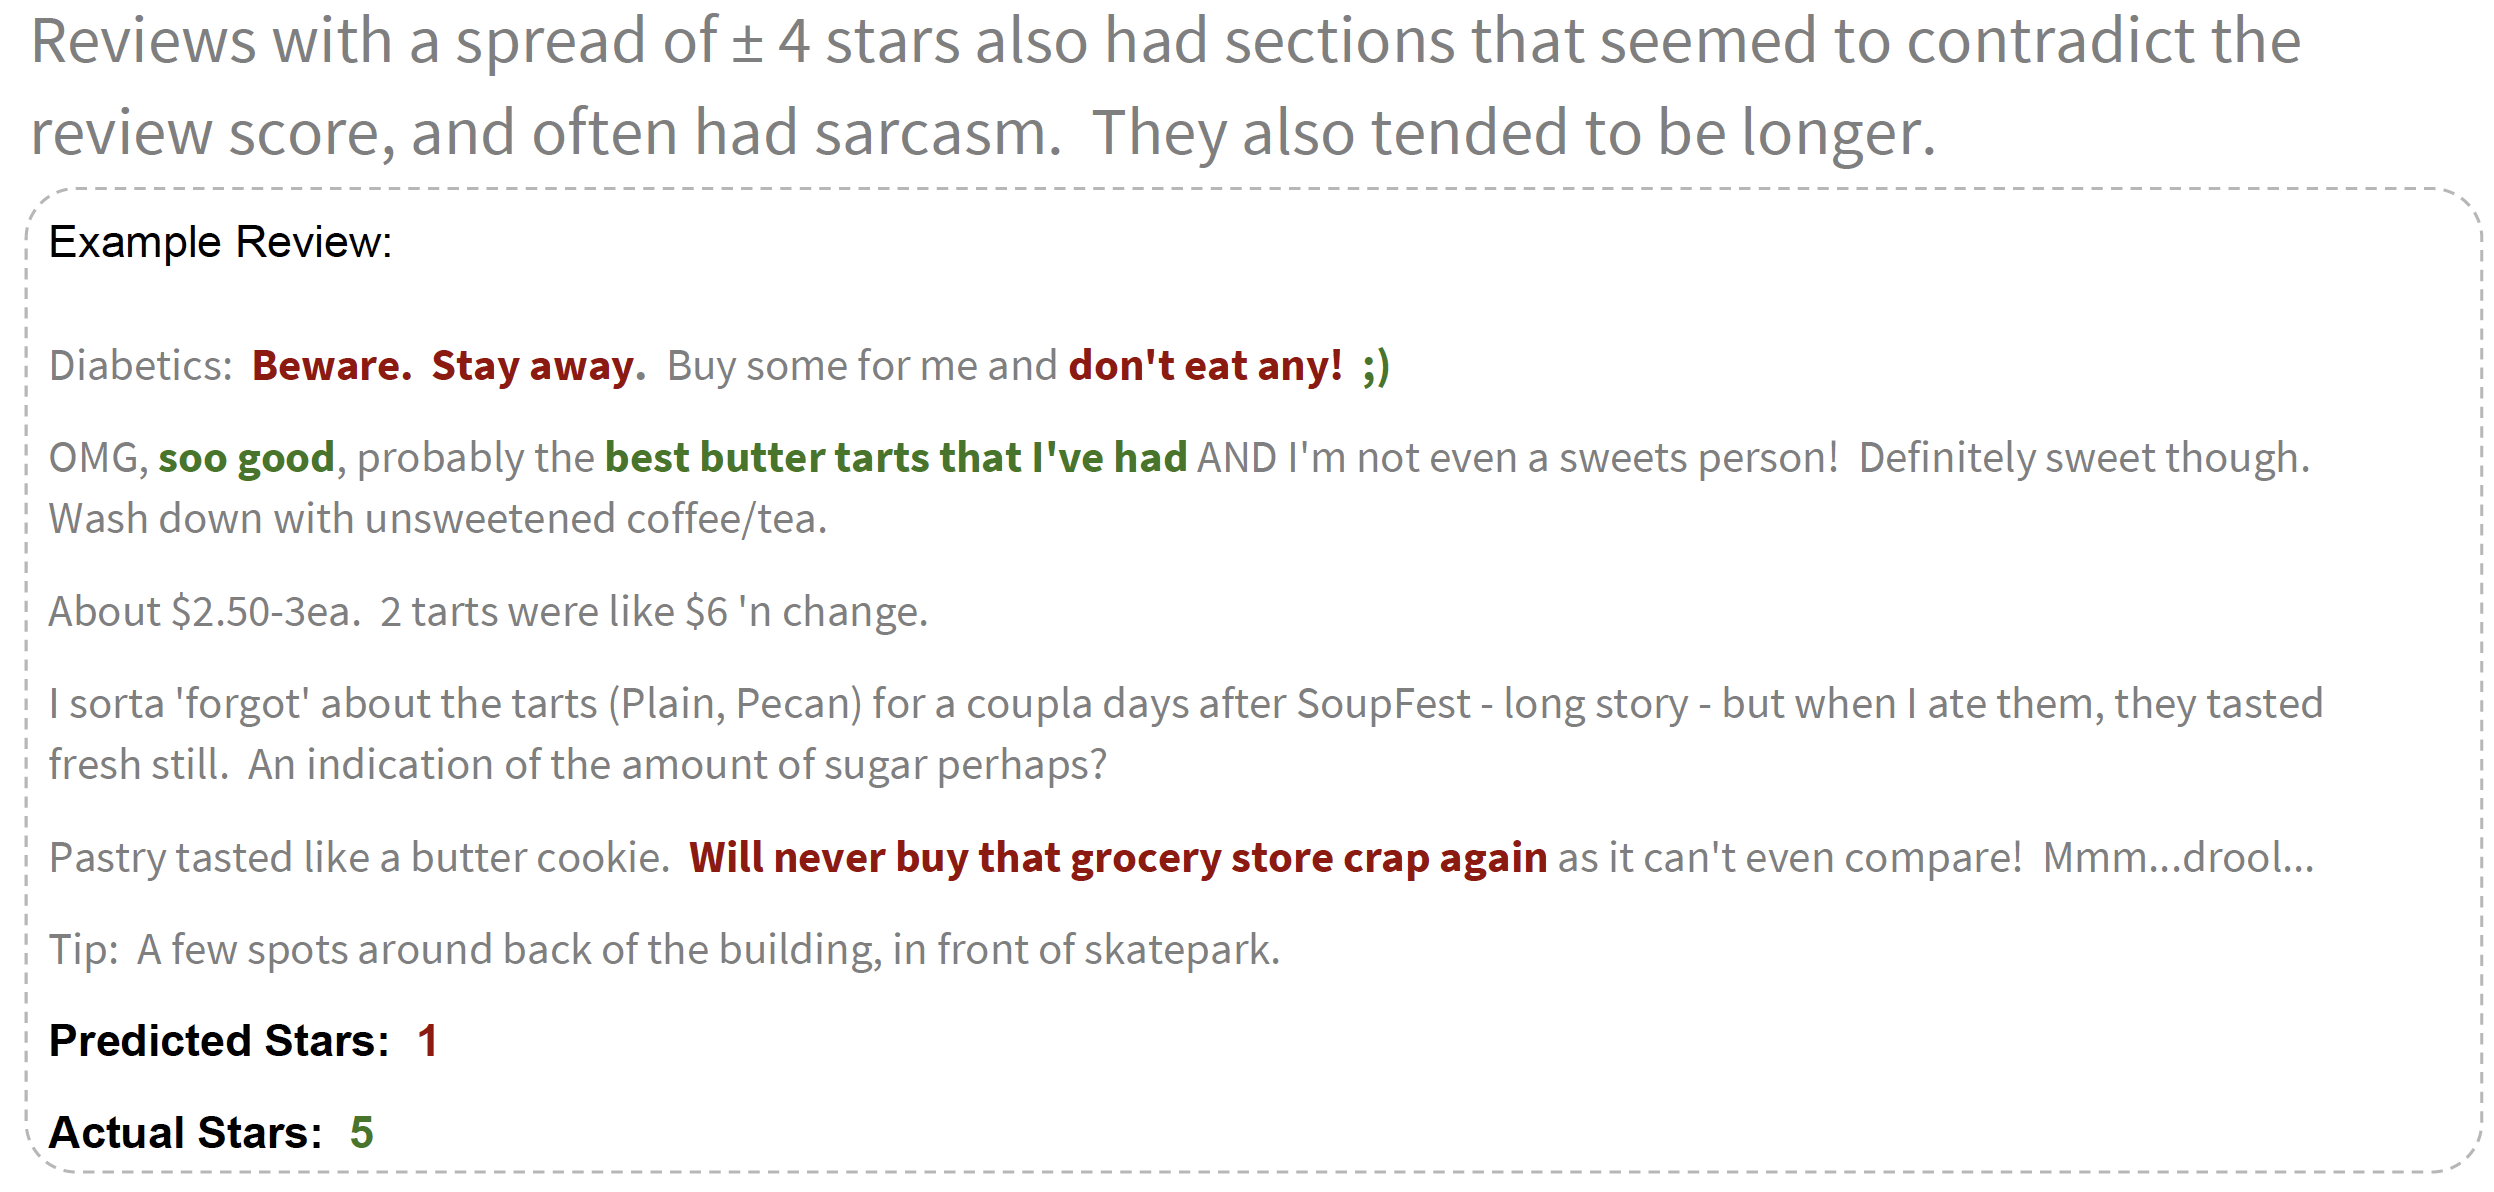 Reviews with a spread of ± 4 stars also had sections that seemed to contradict the
review score, and often had sarcasm.  They also tended to be longer.
Example Review:
Diabetics:  Beware.  Stay away.  Buy some for me and don't eat any!  ;)
OMG, soo good, probably the best butter tarts that I've had AND I'm not even a sweets person!  Definitely sweet though.
Wash down with unsweetened coffee/tea.
About $2.50-3ea.  2 tarts were like $6 'n change.
I sorta 'forgot' about the tarts (Plain, Pecan) for a coupla days after SoupFest - long story - but when I ate them, they tasted
fresh still.  An indication of the amount of sugar perhaps?
Pastry tasted like a butter cookie.  Will never buy that grocery store crap again as it can't even compare!  Mmm...drool...
Tip:  A few spots around back of the building, in front of skatepark.
Predicted Stars:  1
Actual Stars:  5